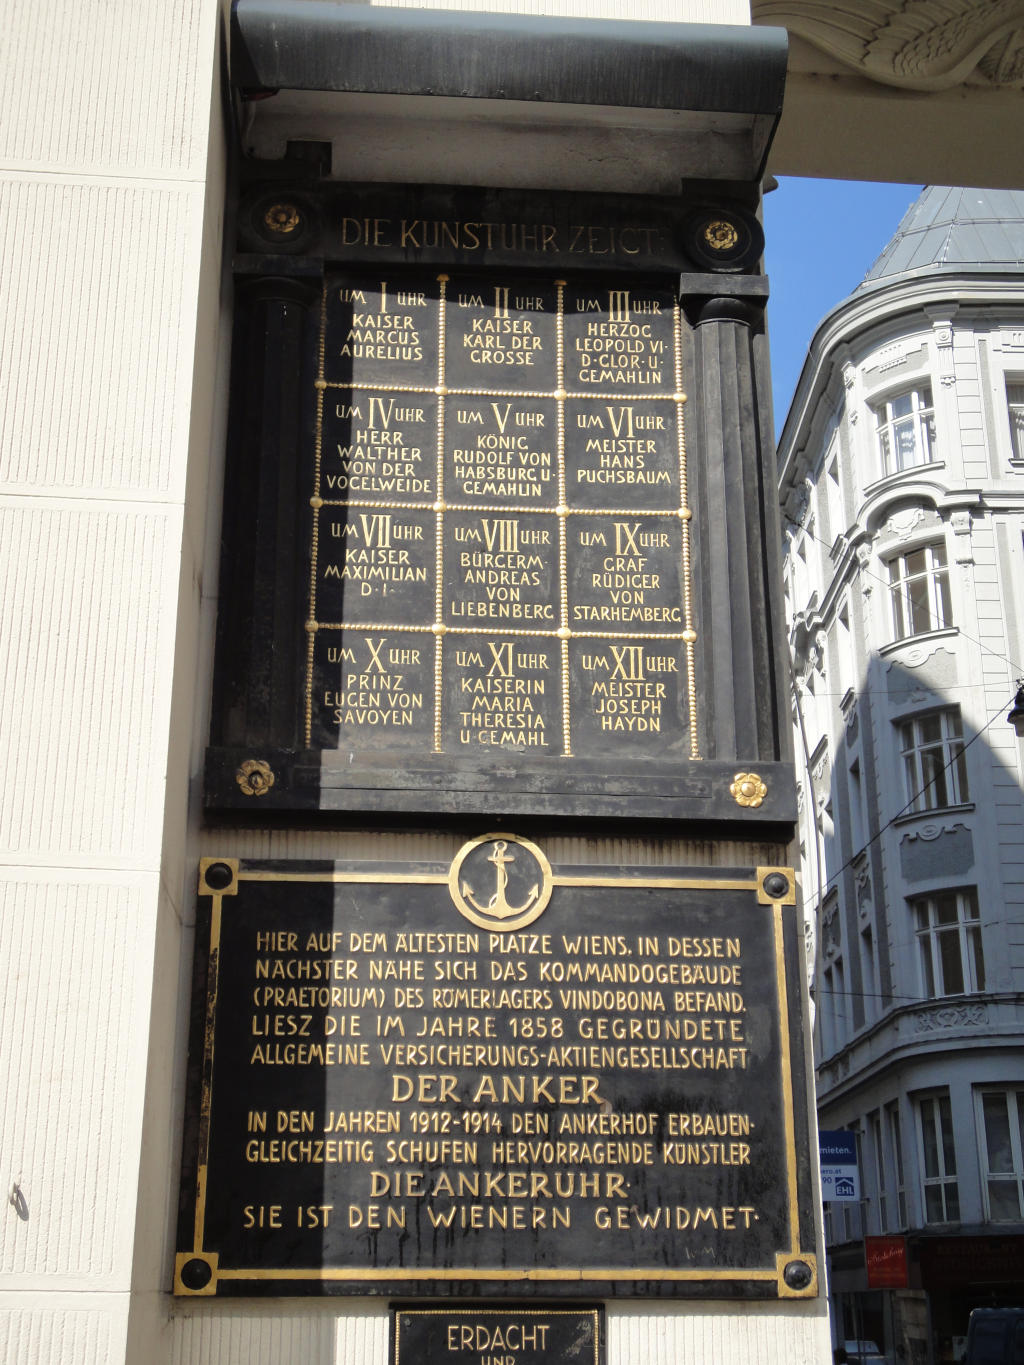 DIE KUNSTUHR ZEIGT:
UM I UHR
KAISER
MARCUS
AURELIUS
UM II UHR
KAISER
KARL DER
GROSSE
UM III UHR
HERZOG
LEOPOLD VI·
D·GLOR·U·
GEMAHLIN
UM IV UHR
HERR
WALTHER
VON DER
VOGELWEIDE
UM V UHR
KÖNIG
RUDOLF VON
HABSBURG U·
GEMAHLIN
UM VI UHR
MEISTER
HANS
PUCHSBAUM
UM VII UHR
KAISER
MAXIMILIAN
D·I·
UM VIII UHR
BÜRGERM·
ANDREAS
VON
LIEBENBERG
UM IX UHR
GRAF
RÜDIGER
VON
STARHEMBERG
UM X UHR
PRINZ
EUGEN VON
SAVOYEN
UM XI UHR
KAISERIN
MARIA
THERESIA
U·GEMAHL
UM XII UHR
MEISTER
JOSEPH
HAYDN
HIER AUF DEM ÄLTESTEN PLATZE WIENS, IN DESSEN
NÄCHSTER NÄHE SICH DAS KOMMANDOGEBÄUDE
(PRAETORIUM) DES RÖMERLAGERS VINDOBONA BEFAND,
LIESZ DIE IM JAHRE 1858 GEGRÜNDETE
ALLGEMEINE VERSICHERUNGS-AKTIENGESELLSCHAFT
DER ANKER
IN DEN JAHREN 1912-1914 DEN ANKERHOF ERBAUEN·
GLEICHZEITIG SCHUFEN HERVORRAGENDE KÜNSTLER
DIE ANKERUHR·
SIE IST DEN WIENERN GEWIDMET·
ERDACHT
UND
mieten.
EHL